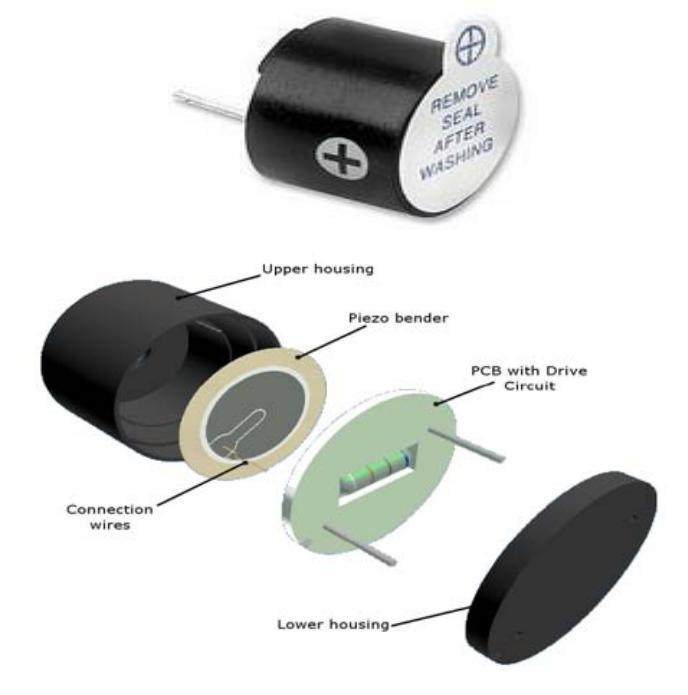 REMOVE
SEAL
AFTER
WASHING
Upper housing
Piezo bender
PCB with Drive
Circuit
Connection
wires
Lower housing